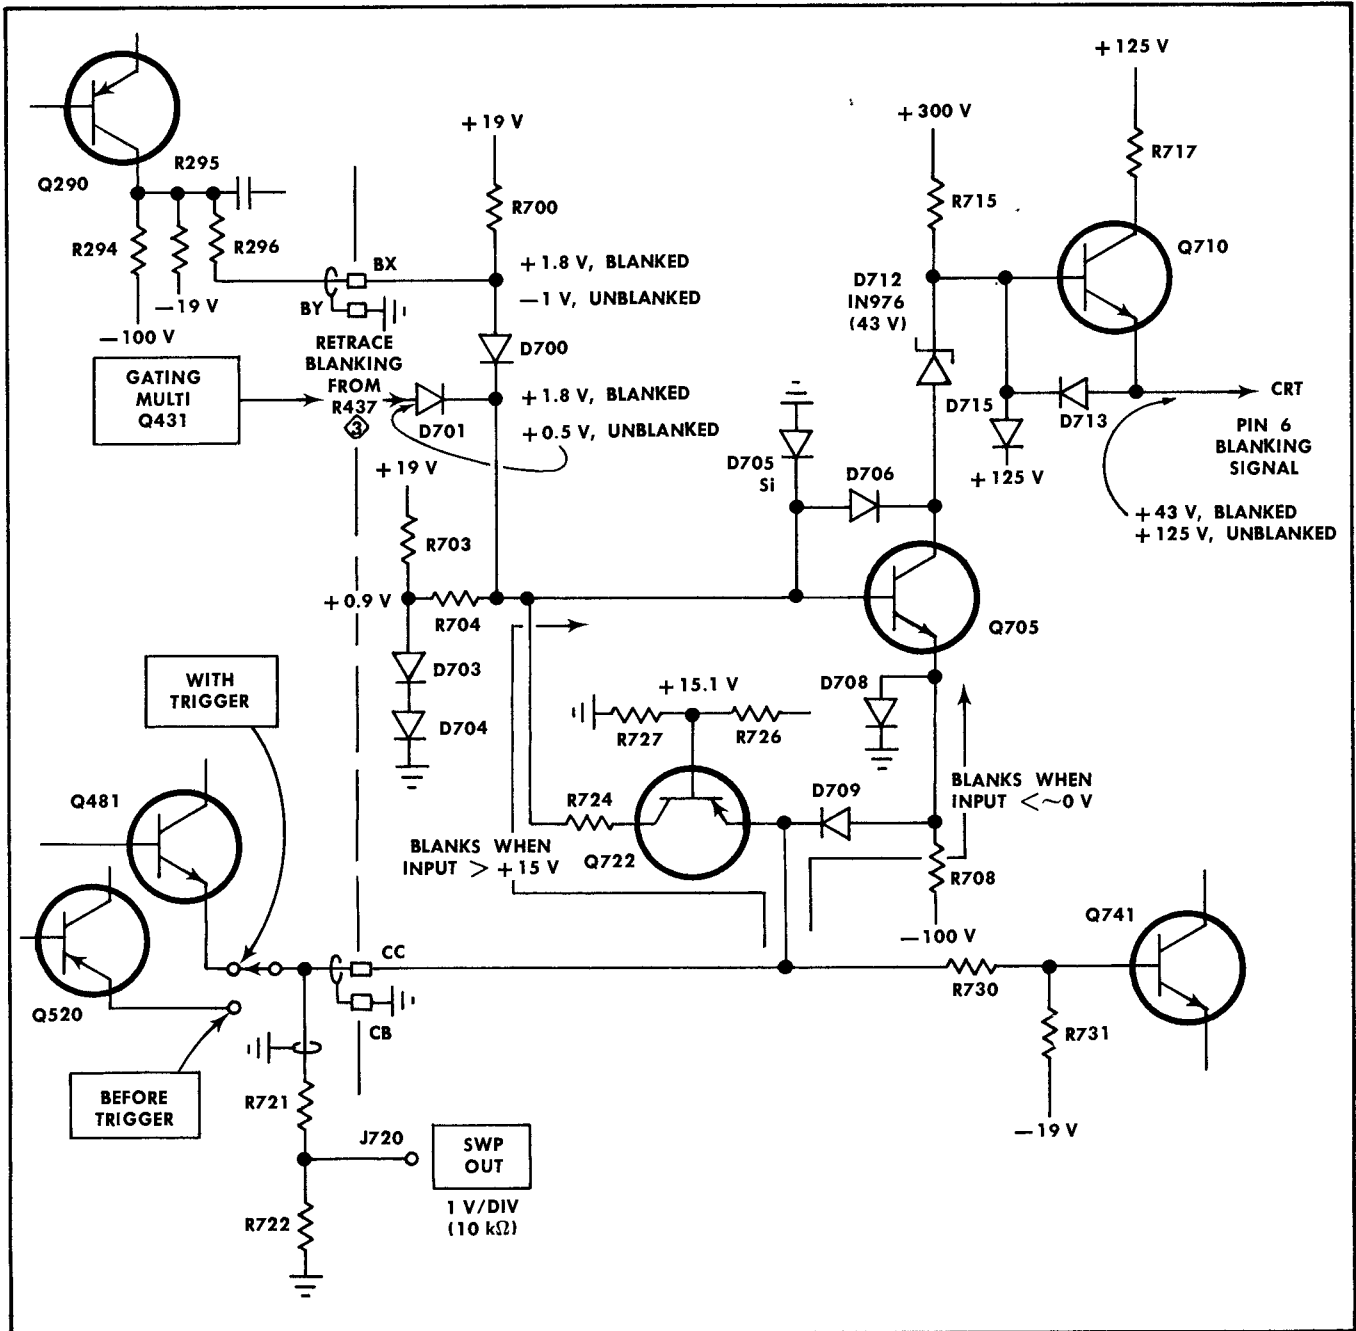 +125 V
+300 V
+19 V
R295
R717
Q290
R700
R715
R294
R296
Q710
BX
+1.8 V, BLANKED
D712
IN976
(43 V)
−19 V
BY
−1 V, UNBLANKED
−100 V
RETRACE
BLANKING
FROM
R437
3
D700
GATING
MULTI
Q431
+1.8 V, BLANKED
D701
+0.5 V, UNBLANKED
D715
D713
CRT
PIN 6
BLANKING
SIGNAL
+19 V
D705
Si
D706
+125 V
+43 V, BLANKED
+125 V, UNBLANKED
R703
+0.9 V
R704
Q705
WITH
TRIGGER
D703
D704
+15.1 V
D708
R727
R726
Q481
BLANKS WHEN
INPUT <~0 V
R724
D709
BLANKS WHEN
INPUT > +15 V
Q722
R708
Q741
−100 V
CC
R730
Q520
CB
R731
BEFORE
TRIGGER
R721
J720
SWP
OUT
−19 V
1 V/DIV
(10 kΩ)
R722